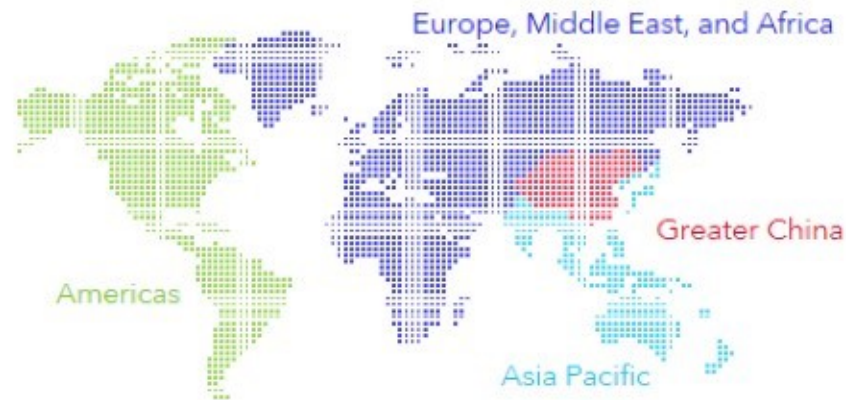 Europe, Middle East, and Africa
Greater China
Americas
Asia Pacific